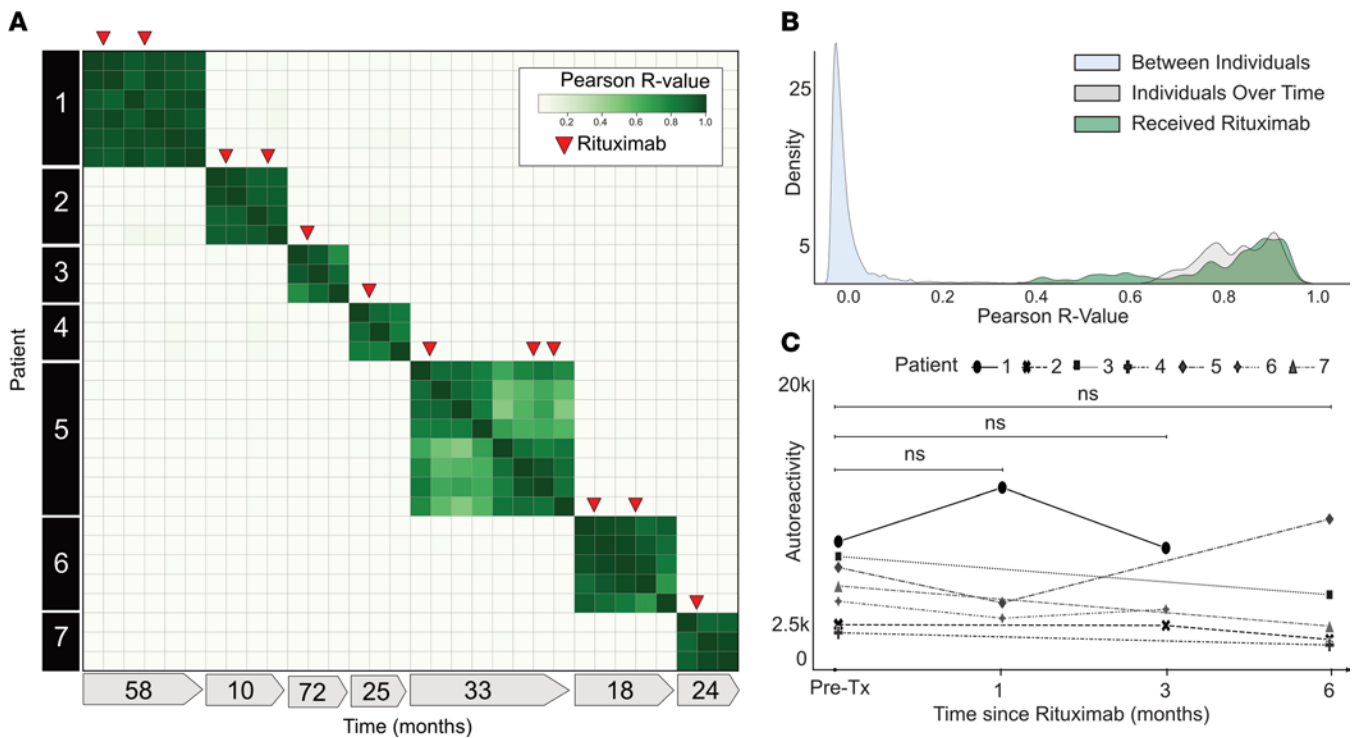 A
Patient
1
2
3
4
5
6
7
Pearson R-value
0.2 0.4 0.6 0.8 1.0
Rituximab
58 10 72 25 33 18 24
Time (months)
B
Density
25
5
Between Individuals
Individuals Over Time
Received Rituximab
0.0 0.2 0.4 0.6 0.8 1.0
Pearson R-Value
C
Patient 1 2 3 4 5 6 7
Autoreactivity
20k
2.5k
0
ns
ns
ns
Pre-Tx 1 3 6
Time since Rituximab (months)